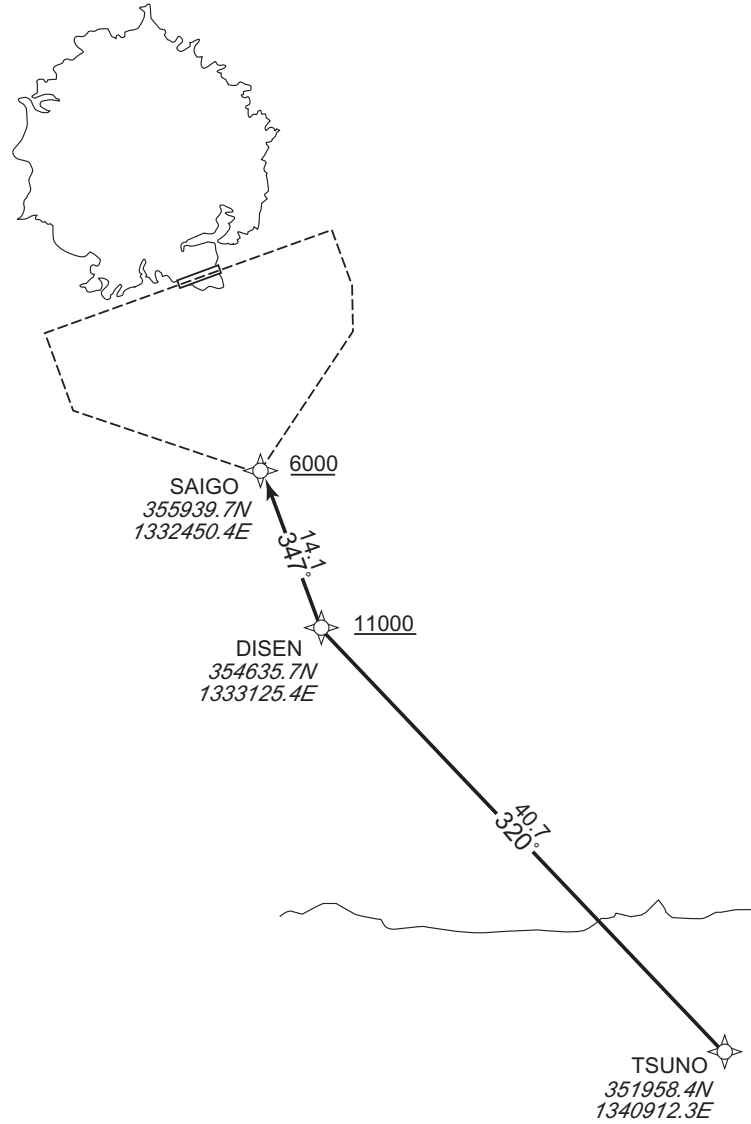 6000
SAIGO
355939.7N
1332450.4E
14.1
347°
11000
DISEN
354635.7N
1333125.4E
40.7
320°
TSUNO
351958.4N
1340912.3E